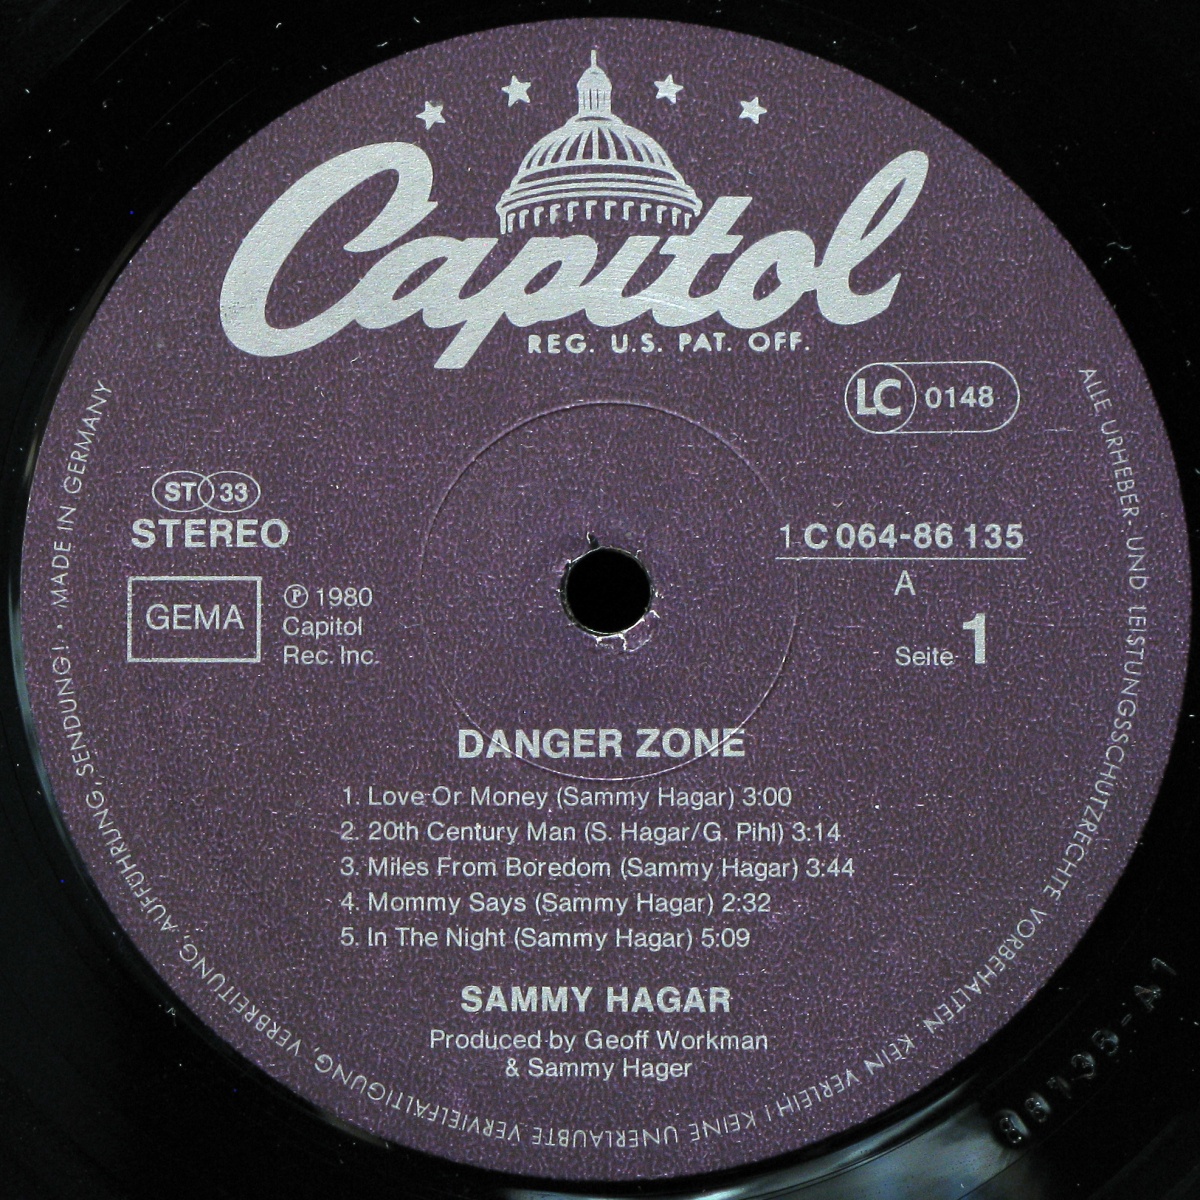 Capitol
REG. U.S. PAT. OFF.
LC 0148
ST 33
STEREO
GEMA
℗ 1980
Capitol
Rec. Inc.
1 C 064-86 135
A
Seite 1
DANGER ZONE
1. Love Or Money (Sammy Hagar) 3:00
2. 20th Century Man (S. Hagar/G. Pihl) 3:14
3. Miles From Boredom (Sammy Hagar) 3:44
4. Mommy Says (Sammy Hagar) 2:32
5. In The Night (Sammy Hagar) 5:09
SAMMY HAGAR
Produced by Geoff Workman
& Sammy Hager
ALLE URHEBER- UND LEISTUNGSSCHUTZRECHTE VORBEHALTEN KEIN VERLEIH! KEINE UNERLAUBTE VERVIELFÄLTIGUNG, VERBREITUNG, AUFFÜHRUNG, SENDUNG! · MADE IN GERMANY
86135-A1